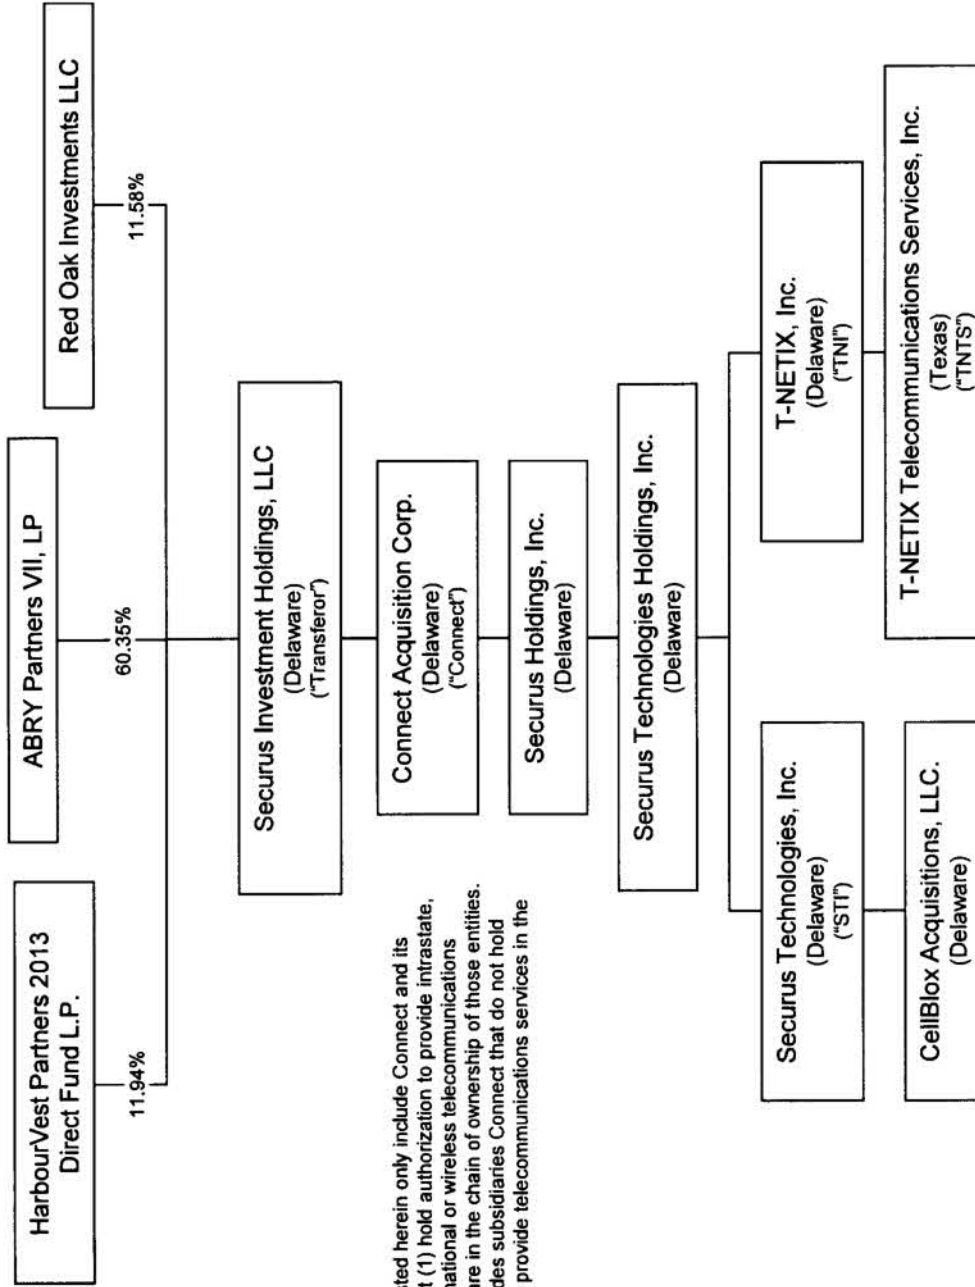 HarbourVest Partners 2013
Direct Fund L.P.
ABRY Partners VII, LP
Red Oak Investments LLC
11.94%
60.35%
11.58%
Securus Investment Holdings, LLC
(Delaware)
("Transferor")
Connect Acquisition Corp.
(Delaware)
("Connect")
Securus Holdings, Inc.
(Delaware)
Securus Technologies Holdings, Inc.
(Delaware)
sted herein only include Connect and its
t (1) hold authorization to provide intrastate,
national or wireless telecommunications
re in the chain of ownership of those entities.
des subsidiaries Connect that do not hold
provide telecommunications services in the
Securus Technologies, Inc.
(Delaware)
("STI")
T-NETIX, Inc.
(Delaware)
("TNI")
CellBlox Acquisitions, LLC.
(Delaware)
T-NETIX Telecommunications Services, Inc.
(Texas)
("TNTS")